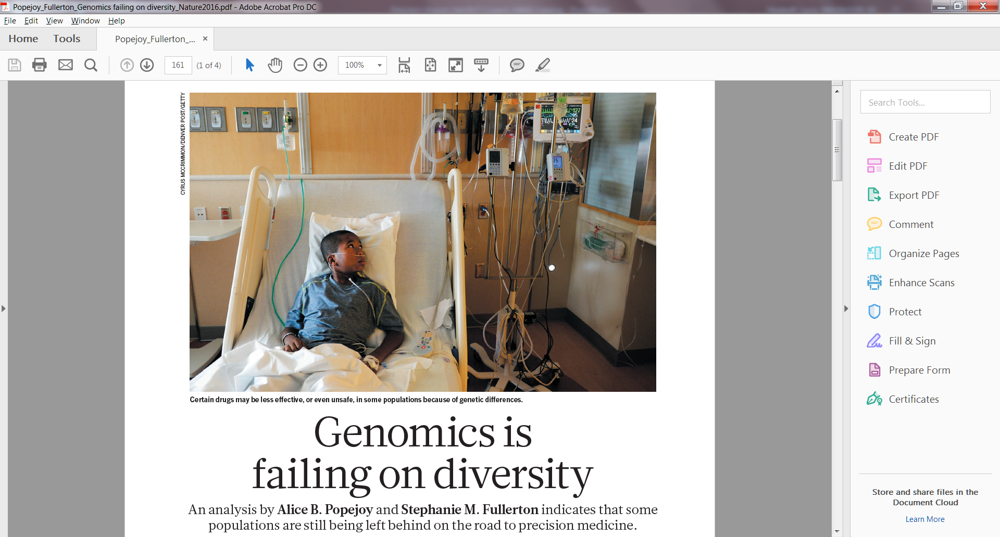 Popejoy_Fullerton_Genomics failing on diversity_Nature2016.pdf - Adobe Acrobat Pro DC
File Edit View Window Help
Home Tools Popejoy_Fullerton_... ×
161 (1 of 4) 100%
CYRUS MCCRIMMON/DENVER POST/GETTY
127
95
24
75
Certain drugs may be less effective, or even unsafe, in some populations because of genetic differences.
Genomics is
failing on diversity
An analysis by Alice B. Popejoy and Stephanie M. Fullerton indicates that some
populations are still being left behind on the road to precision medicine.
Search Tools...
Create PDF
Edit PDF
Export PDF
Comment
Organize Pages
Enhance Scans
Protect
Fill & Sign
Prepare Form
Certificates
Store and share files in the
Document Cloud
Learn More